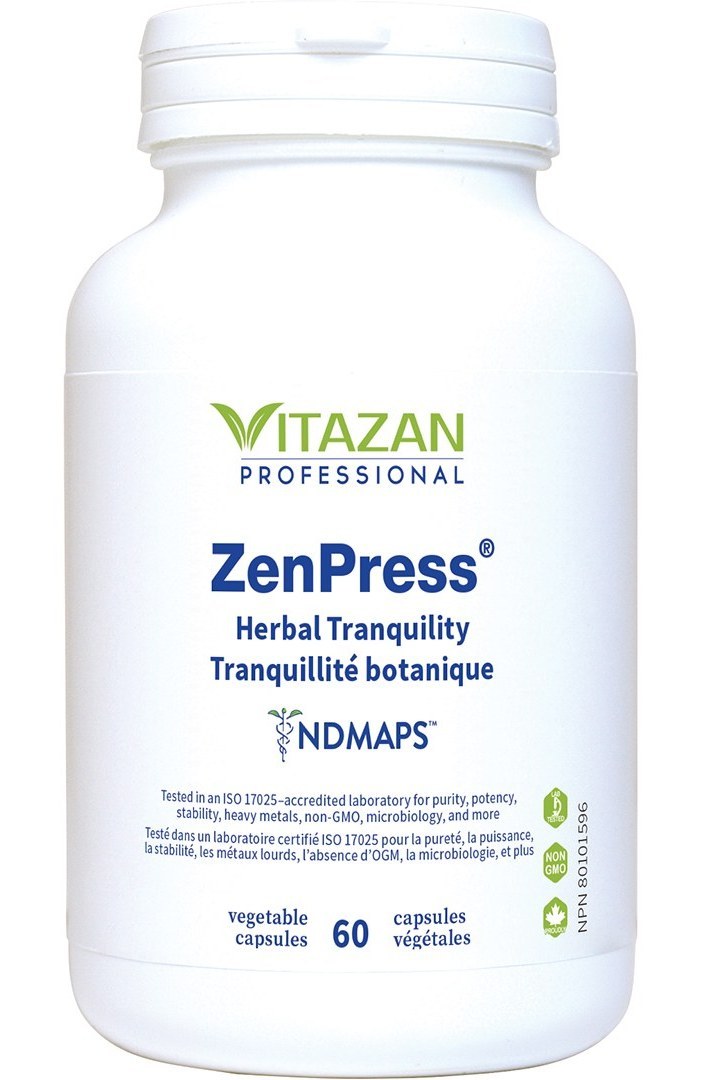 VITAZAN
PROFESSIONAL
ZenPress®
Herbal Tranquility
Tranquillité botanique
NDMAPS™
Tested in an ISO 17025–accredited laboratory for purity, potency,
stability, heavy metals, non-GMO, microbiology, and more
Testé dans un laboratoire certifié ISO 17025 pour la pureté, la puissance,
la stabilité, les métaux lourds, l'absence d'OGM, la microbiologie, et plus
LAB
TESTED
NON
GMO
PROUDLY
NPN 80101596
vegetable
capsules
60
capsules
végétales